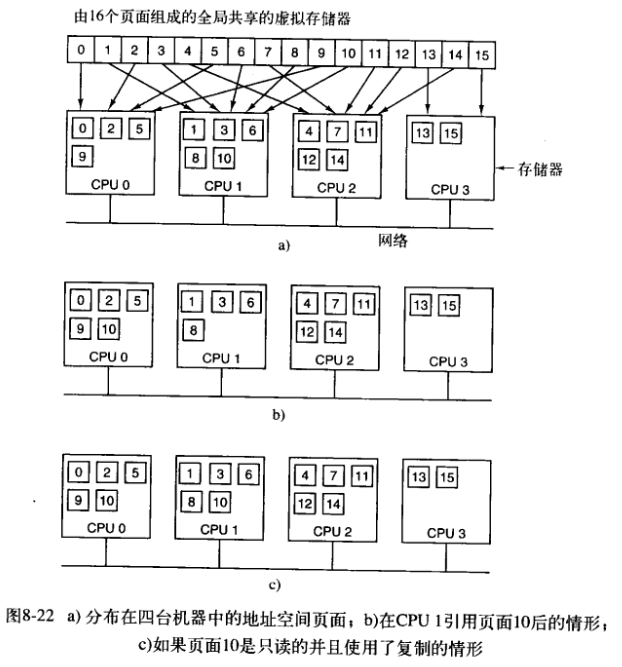 由16个页面组成的全局共享的虚拟存储器
0 1 2 3 4 5 6 7 8 9 10 11 12 13 14 15
0 2 5 1 3 6 4 7 11 13 15
9 8 10 12 14
CPU 0 CPU 1 CPU 2 CPU 3
存储器
网络
a)
0 2 5 1 3 6 4 7 11 13 15
9 10 8 12 14
CPU 0 CPU 1 CPU 2 CPU 3
b)
0 2 5 1 3 6 4 7 11 13 15
9 10 8 10 12 14
CPU 0 CPU 1 CPU 2 CPU 3
c)
图8-22 a) 分布在四台机器中的地址空间页面；b)在CPU 1引用页面10后的情形；
c)如果页面10是只读的并且使用了复制的情形